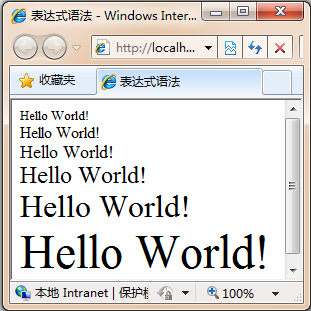 表达式语法 - Windows Inter...
http://localh...
收藏夹
表达式语法
Hello World!
Hello World!
Hello World!
Hello World!
Hello World!
Hello World!
本地 Intranet | 保护
100%